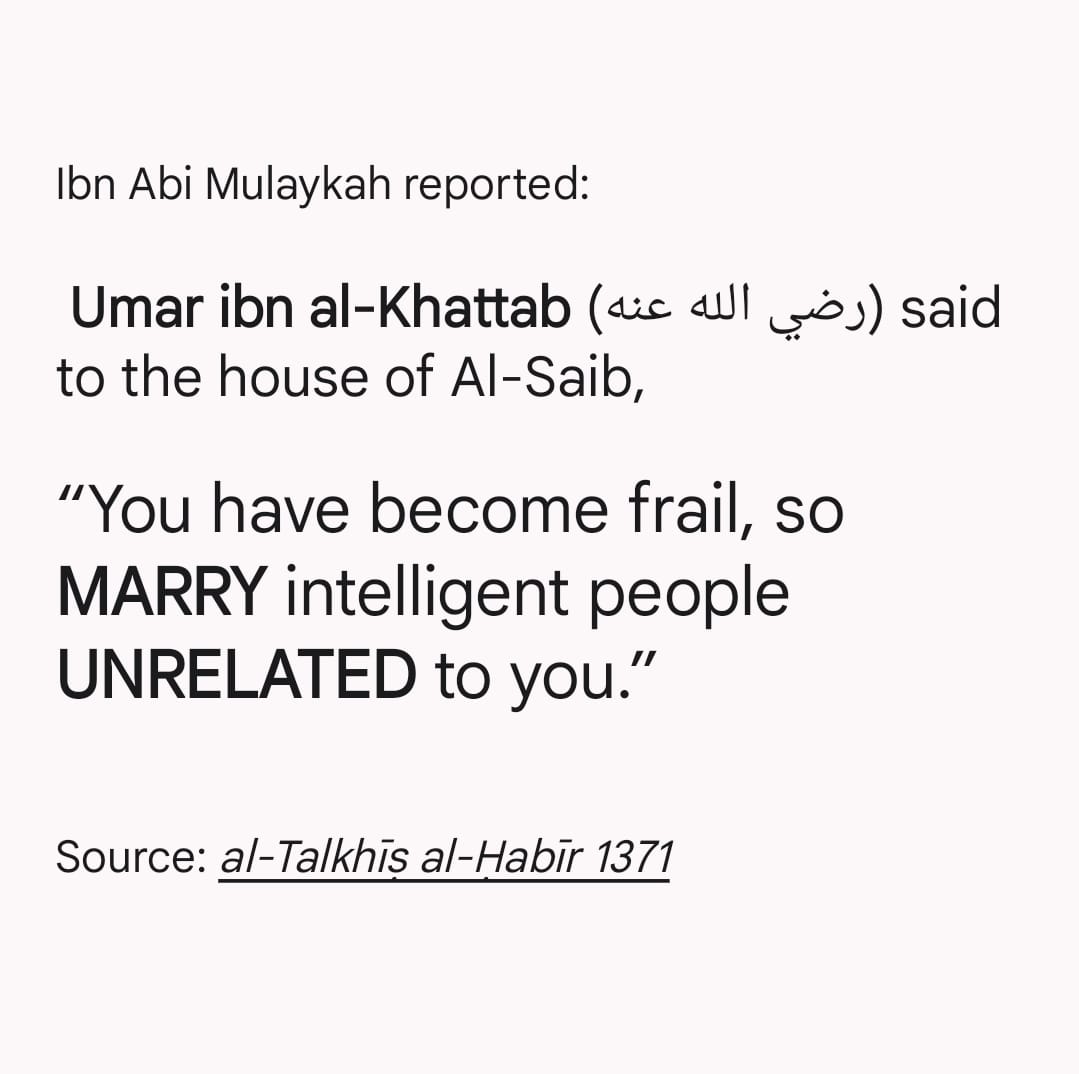 Ibn Abi Mulaykah reported:
Umar ibn al-Khattab (رضي الله عنه) said
to the house of Al-Saib,
“You have become frail, so
MARRY intelligent people
UNRELATED to you.”
Source: al-Talkhīṣ al-Ḥabīr 1371